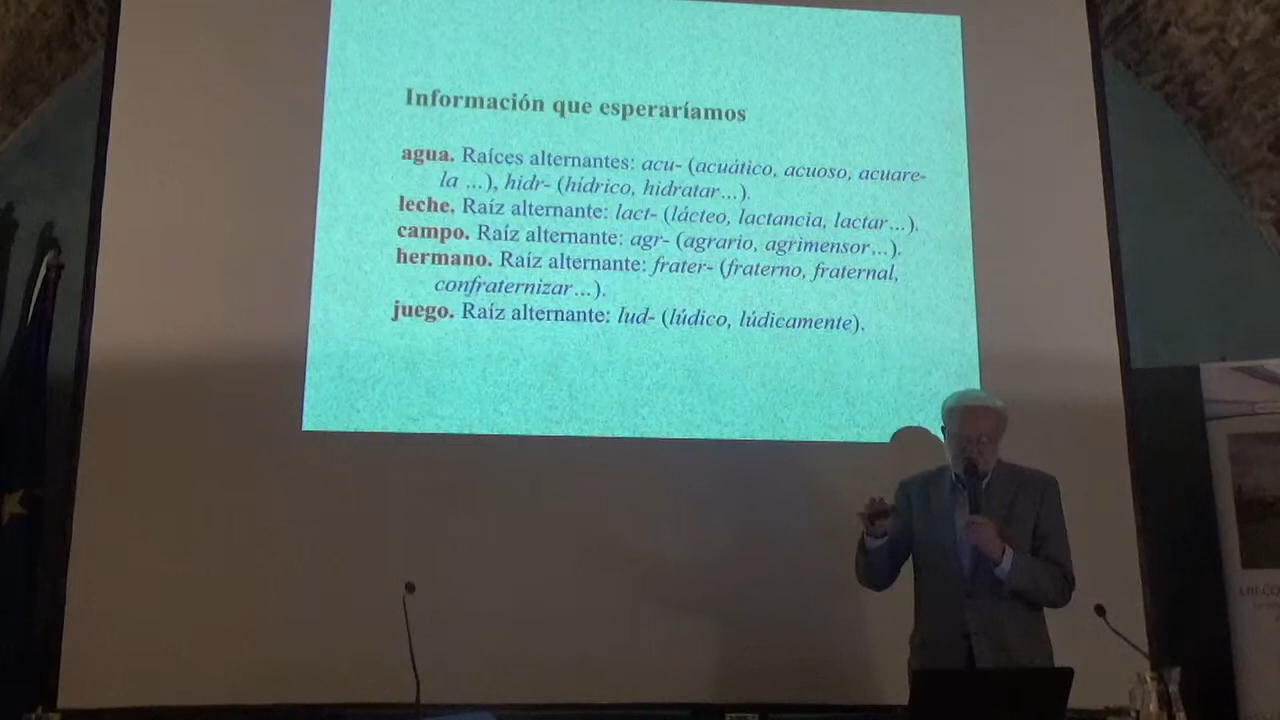 Información que esperaríamos
agua. Raíces alternantes: acu- (acuático, acuoso, acuare-
la ...), hidr- (hídrico, hidratar...).
leche. Raíz alternante: lact- (lácteo, lactancia, lactar...).
campo. Raíz alternante: agr- (agrario, agrimensor...).
hermano. Raíz alternante: frater- (fraterno, fraternal,
confraternizar...).
juego. Raíz alternante: lud- (lúdico, lúdicamente).